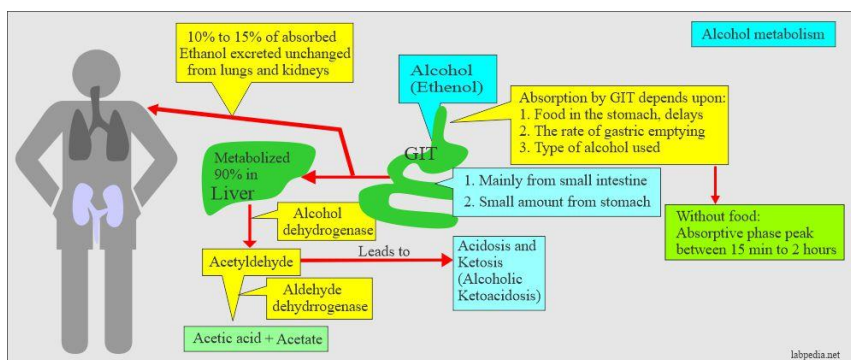 Alcohol metabolism
10% to 15% of absorbed
Ethanol excreted unchanged
from lungs and kidneys
Alcohol
(Ethenol)
Absorption by GIT depends upon:
1. Food in the stomach, delays
2. The rate of gastric emptying
3. Type of alcohol used
GIT
Metabolized
90% in
Liver
1. Mainly from small intestine
2. Small amount from stomach
Without food:
Absorptive phase peak
between 15 min to 2 hours
Alcohol
dehydrogenase
Acetyldehyde
Leads to
Acidosis and
Ketosis
(Alcoholic
Ketoacidosis)
Aldehyde
dehydrrogenase
Acetic acid + Acetate
labpedia.net